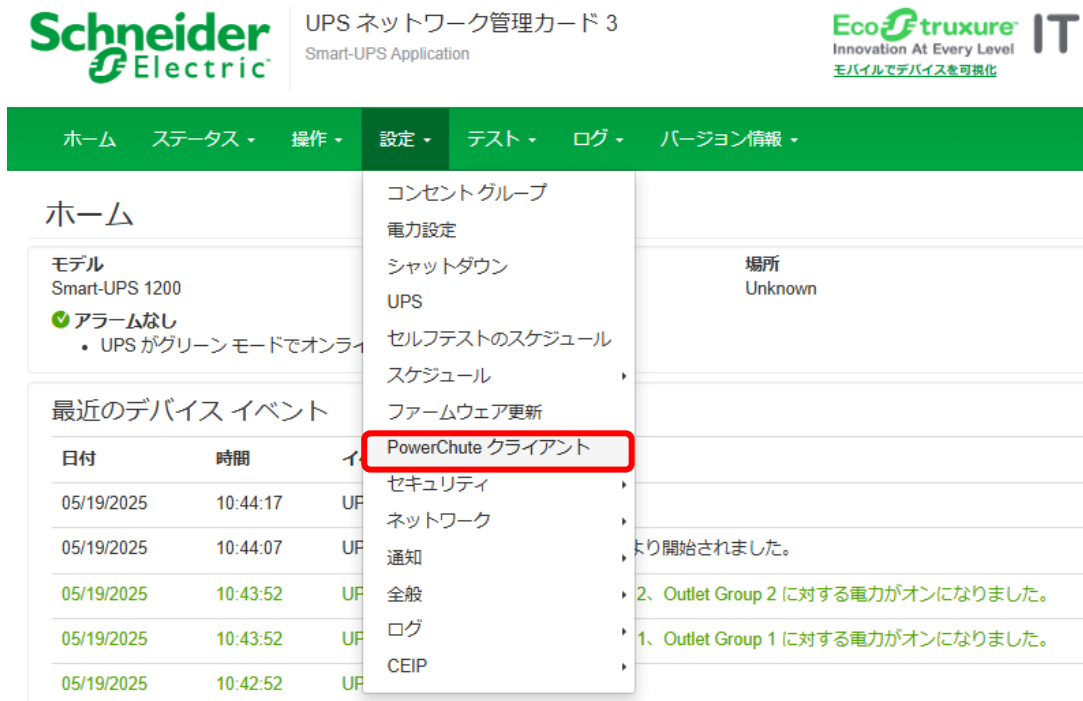 Schneider Electric
UPS ネットワーク管理カード 3
Smart-UPS Application
EcoStruxure IT
Innovation At Every Level
モバイルでデバイスを可視化
ホーム ステータス 操作 設定 テスト ログ バージョン情報
コンセント グループ
電力設定
シャットダウン
UPS
セルフテストのスケジュール
スケジュール
ファームウェア更新
PowerChute クライアント
セキュリティ
ネットワーク
通知
全般
ログ
CEIP
ホーム
モデル
Smart-UPS 1200
場所
Unknown
アラームなし
• UPS がグリーン モードでオンライ
最近のデバイス イベント
日付 時間 イ
05/19/2025 10:44:17 UP
05/19/2025 10:44:07 UP より開始されました。
05/19/2025 10:43:52 UP 2、Outlet Group 2 に対する電力がオンになりました。
05/19/2025 10:43:52 UP 1、Outlet Group 1 に対する電力がオンになりました。
05/19/2025 10:42:52 UP